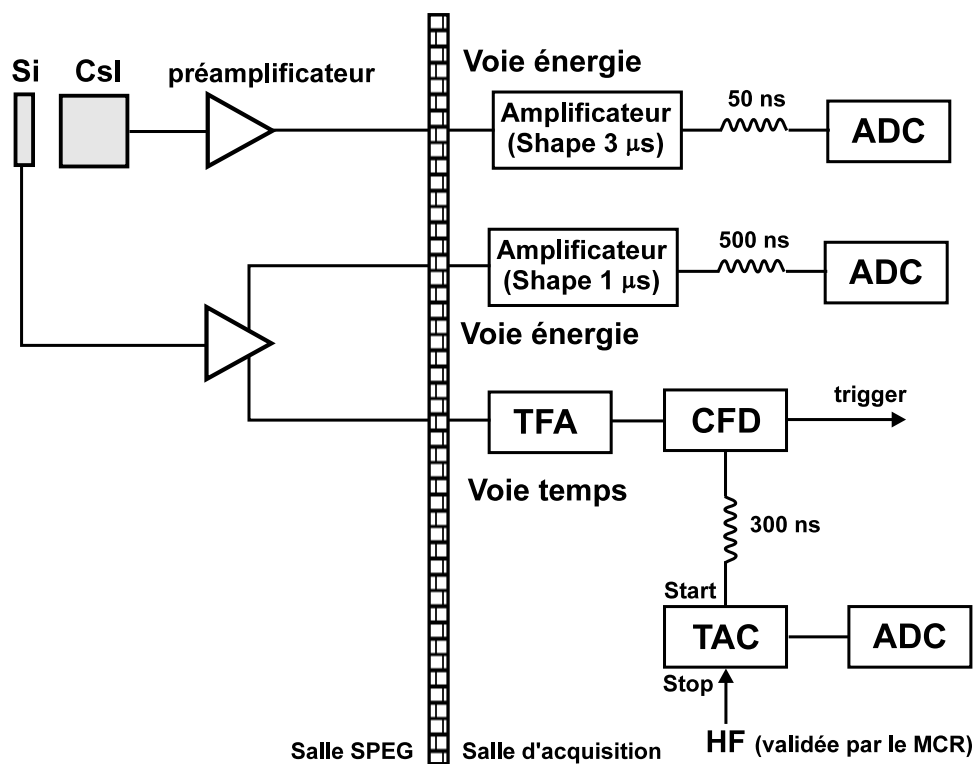 Si
CsI
préamplificateur
Voie énergie
Amplificateur
(Shape 3 μs)
50 ns
ADC
Amplificateur
(Shape 1 μs)
500 ns
ADC
Voie énergie
TFA
CFD
trigger
Voie temps
300 ns
Start
TAC
ADC
Stop
HF (validée par le MCR)
Salle SPEG
Salle d'acquisition